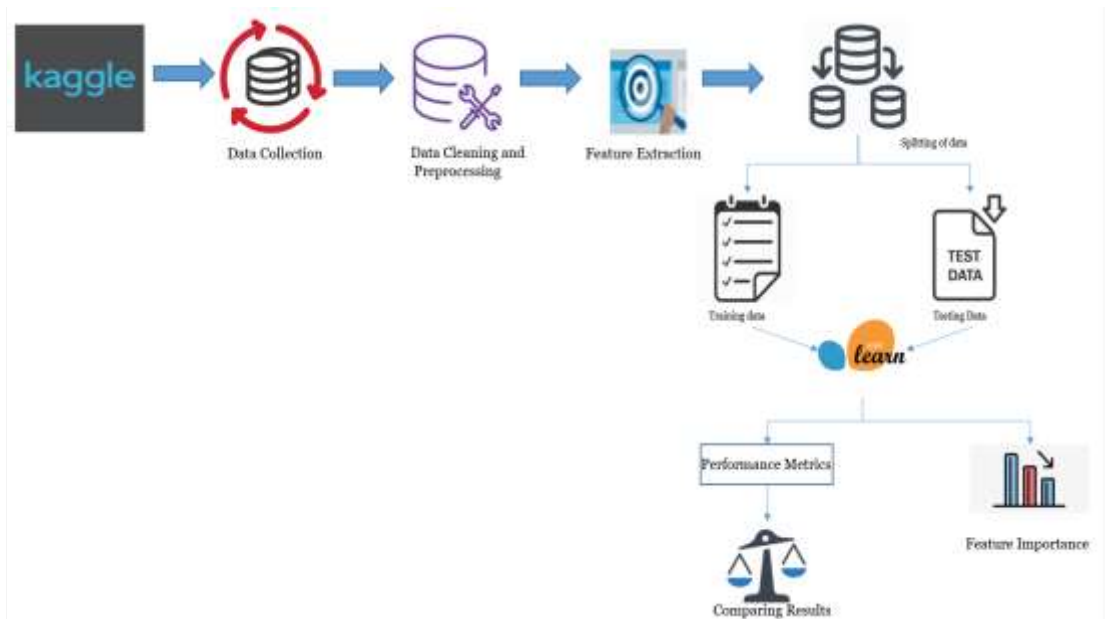 kaggle
Data Collection
Data Cleaning and
Preprocessing
Feature Extraction
Splitting of data
TEST
DATA
Training data
Testing Data
learn
Performance Metrics
Feature Importance
Comparing Results